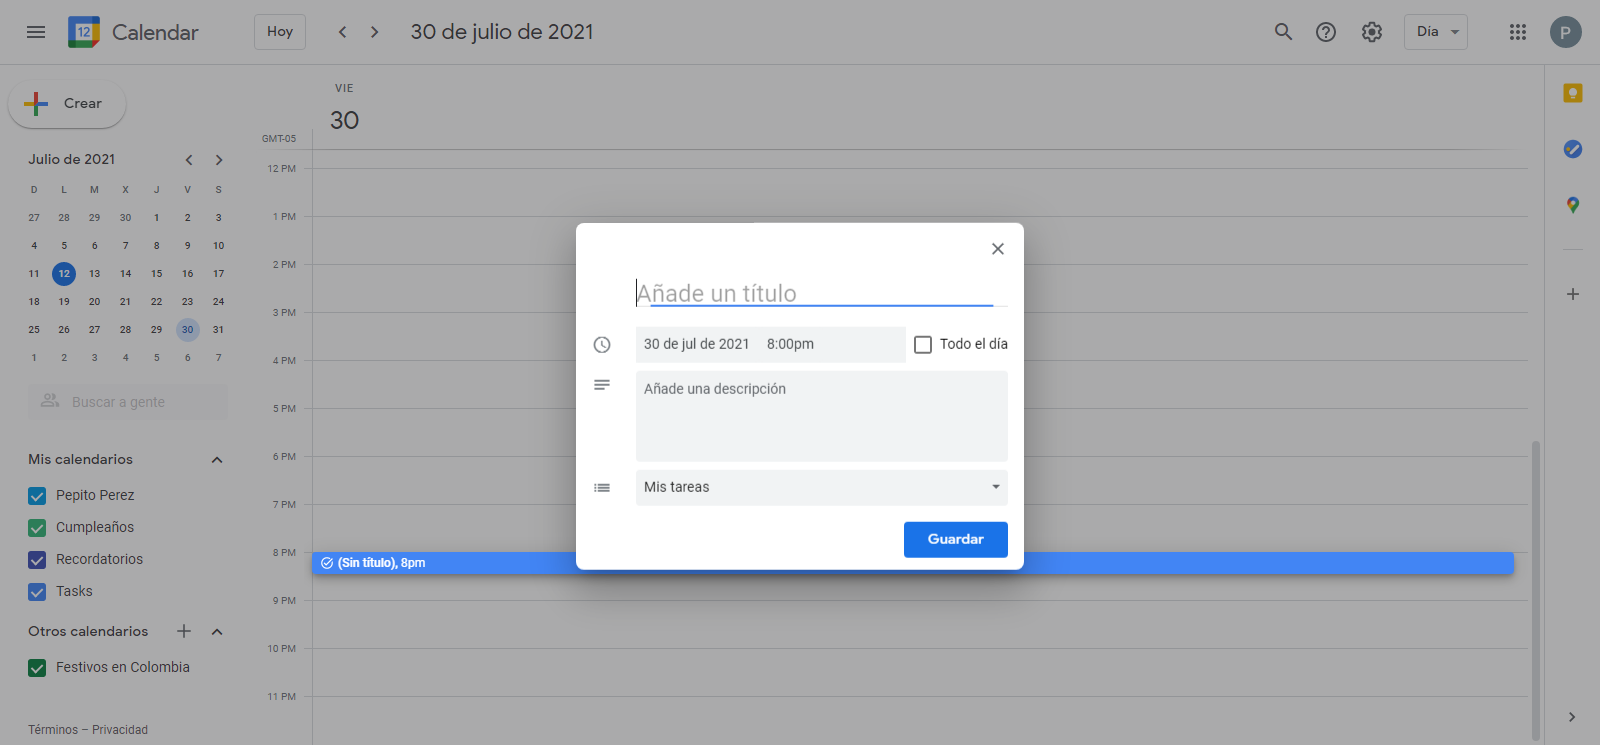 12
Calendar
Hoy
30 de julio de 2021
Día
P
Crear
Julio de 2021
D L M X J V S
27 28 29 30 1 2 3
4 5 6 7 8 9 10
11 12 13 14 15 16 17
18 19 20 21 22 23 24
25 26 27 28 29 30 31
1 2 3 4 5 6 7
Buscar a gente
Mis calendarios
Pepito Perez
Cumpleaños
Recordatorios
Tasks
Otros calendarios
Festivos en Colombia
Términos – Privacidad
VIE
30
GMT-05
12 PM
1 PM
2 PM
3 PM
4 PM
5 PM
6 PM
7 PM
8 PM
(Sin título), 8pm
9 PM
10 PM
11 PM
Añade un título
30 de jul de 2021 8:00pm
Todo el día
Añade una descripción
Mis tareas
Guardar